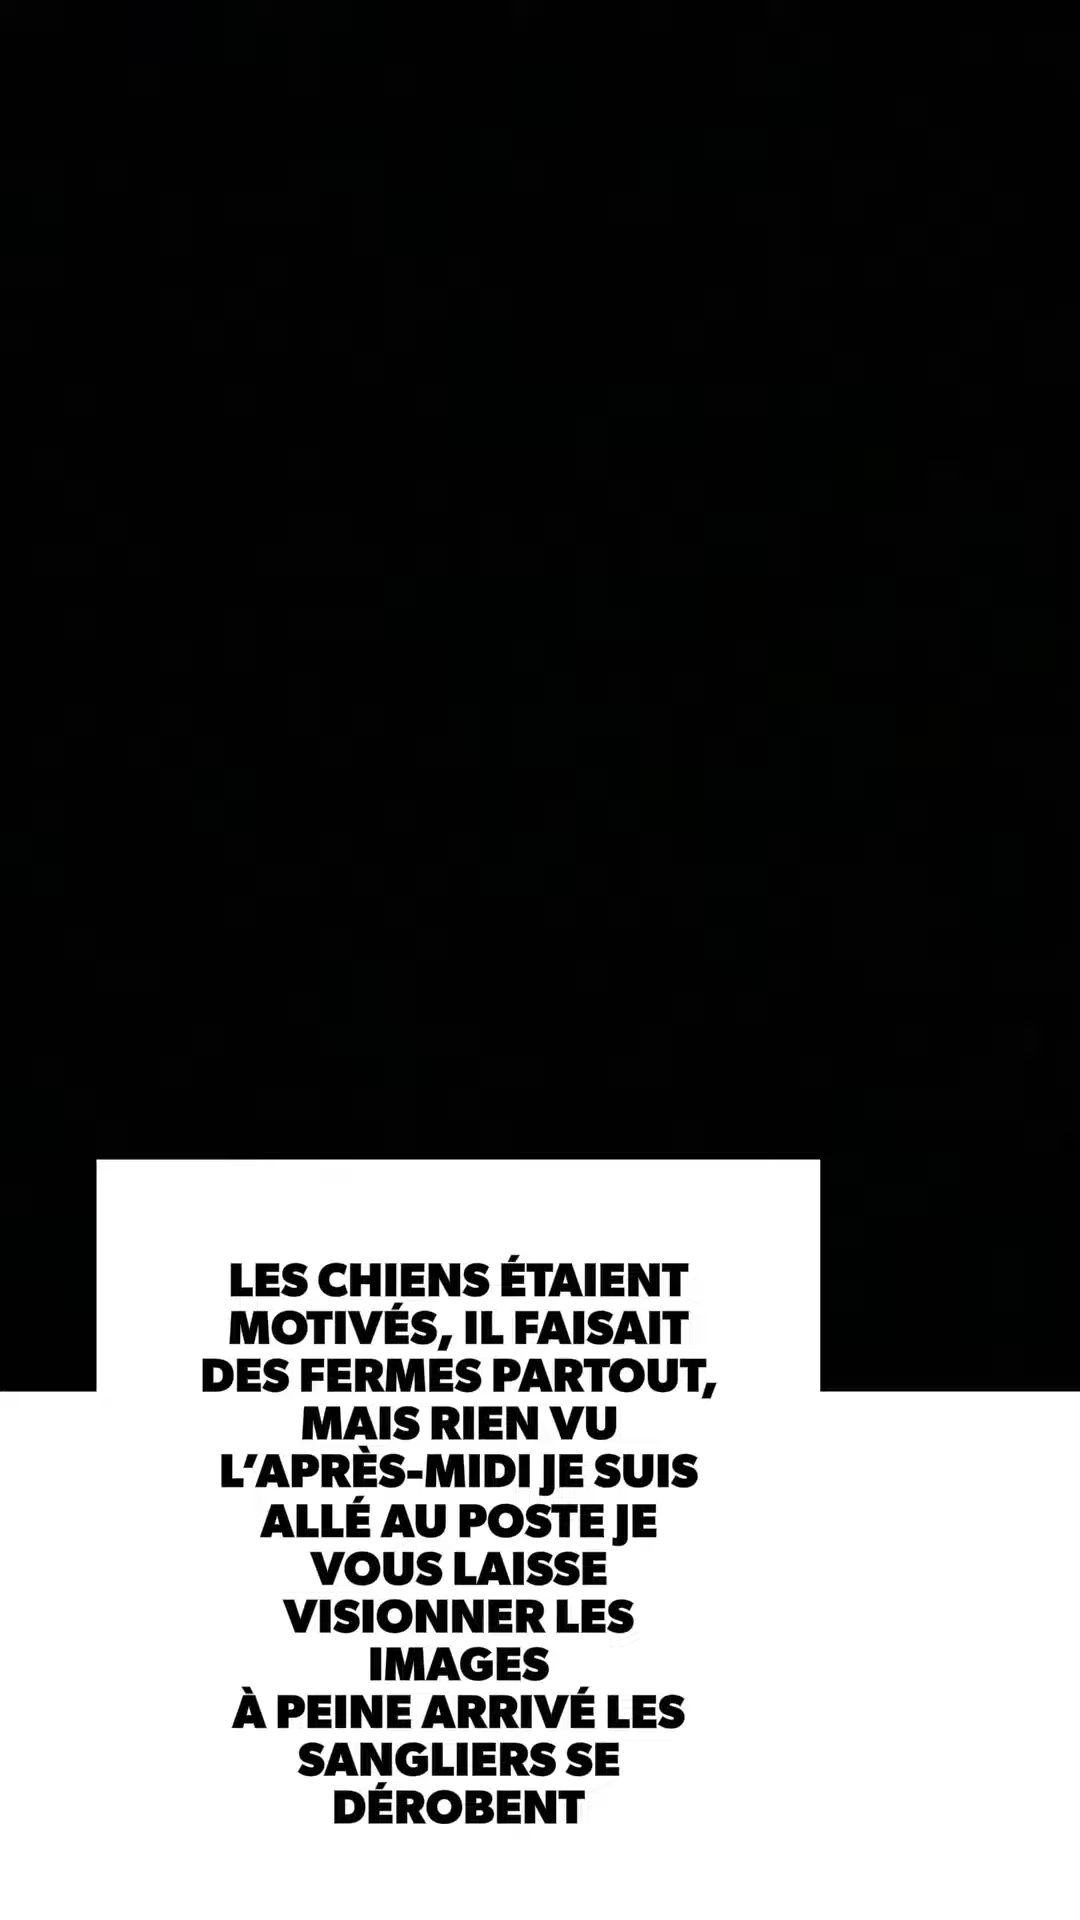 LES CHIENS ÉTAIENT
MOTIVÉS, IL FAISAIT
DES FERMES PARTOUT,
MAIS RIEN VU
L’APRÈS-MIDI JE SUIS
ALLÉ AU POSTE JE
VOUS LAISSE
VISIONNER LES
IMAGES
À PEINE ARRIVÉ LES
SANGLIERS SE
DÉROBENT